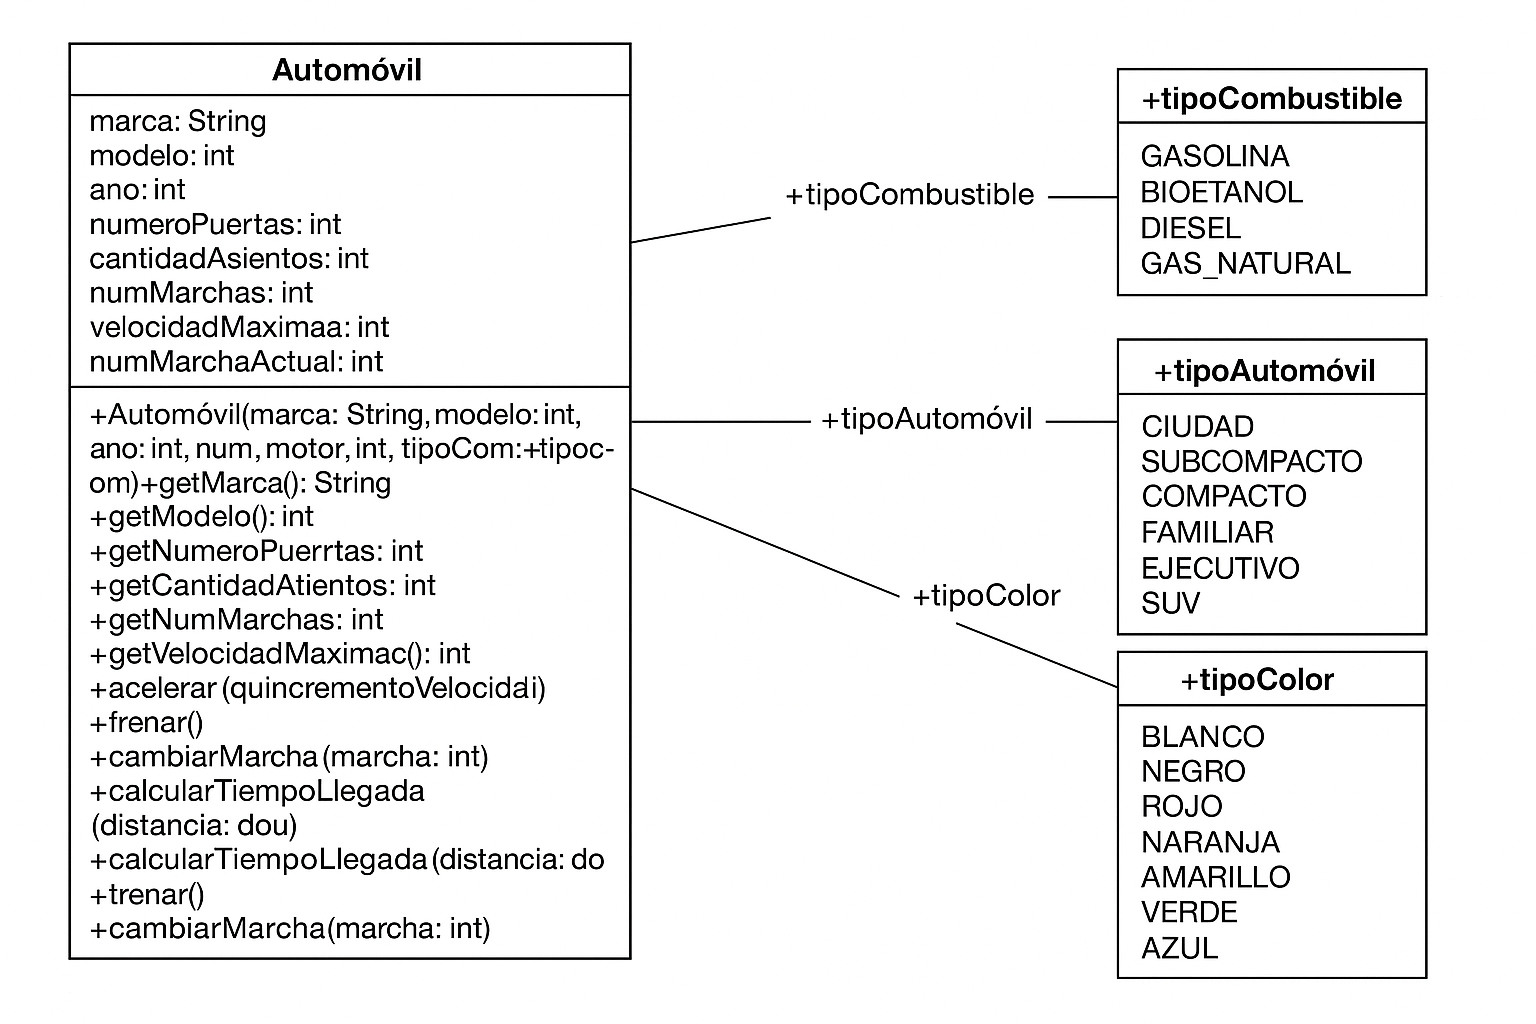 Automóvil
marca: String
modelo: int
ano: int
numeroPuertas: int
cantidadAsientos: int
numMarchas: int
velocidadMaximaa: int
numMarchaActual: int
+Automóvil(marca: String, modelo: int,
ano: int, num, motor, int, tipoCom:+tipoc-
om)+getMarca(): String
+getModelo(): int
+getNumeroPuerrtas: int
+getCantidadAtientos: int
+getNumMarchas: int
+getVelocidadMaximac(): int
+acelerar (quincrementoVelocidai)
+frenar()
+cambiarMarcha (marcha: int)
+calcularTiempoLlegada
(distancia: dou)
+calcularTiempoLlegada (distancia: do
+trenar()
+cambiarMarcha(marcha: int)
+tipoCombustible
+tipoAutomóvil
+tipoColor
+tipoCombustible
GASOLINA
BIOETANOL
DIESEL
GAS_NATURAL
+tipoAutomóvil
CIUDAD
SUBCOMPACTO
COMPACTO
FAMILIAR
EJECUTIVO
SUV
+tipoColor
BLANCO
NEGRO
ROJO
NARANJA
AMARILLO
VERDE
AZUL